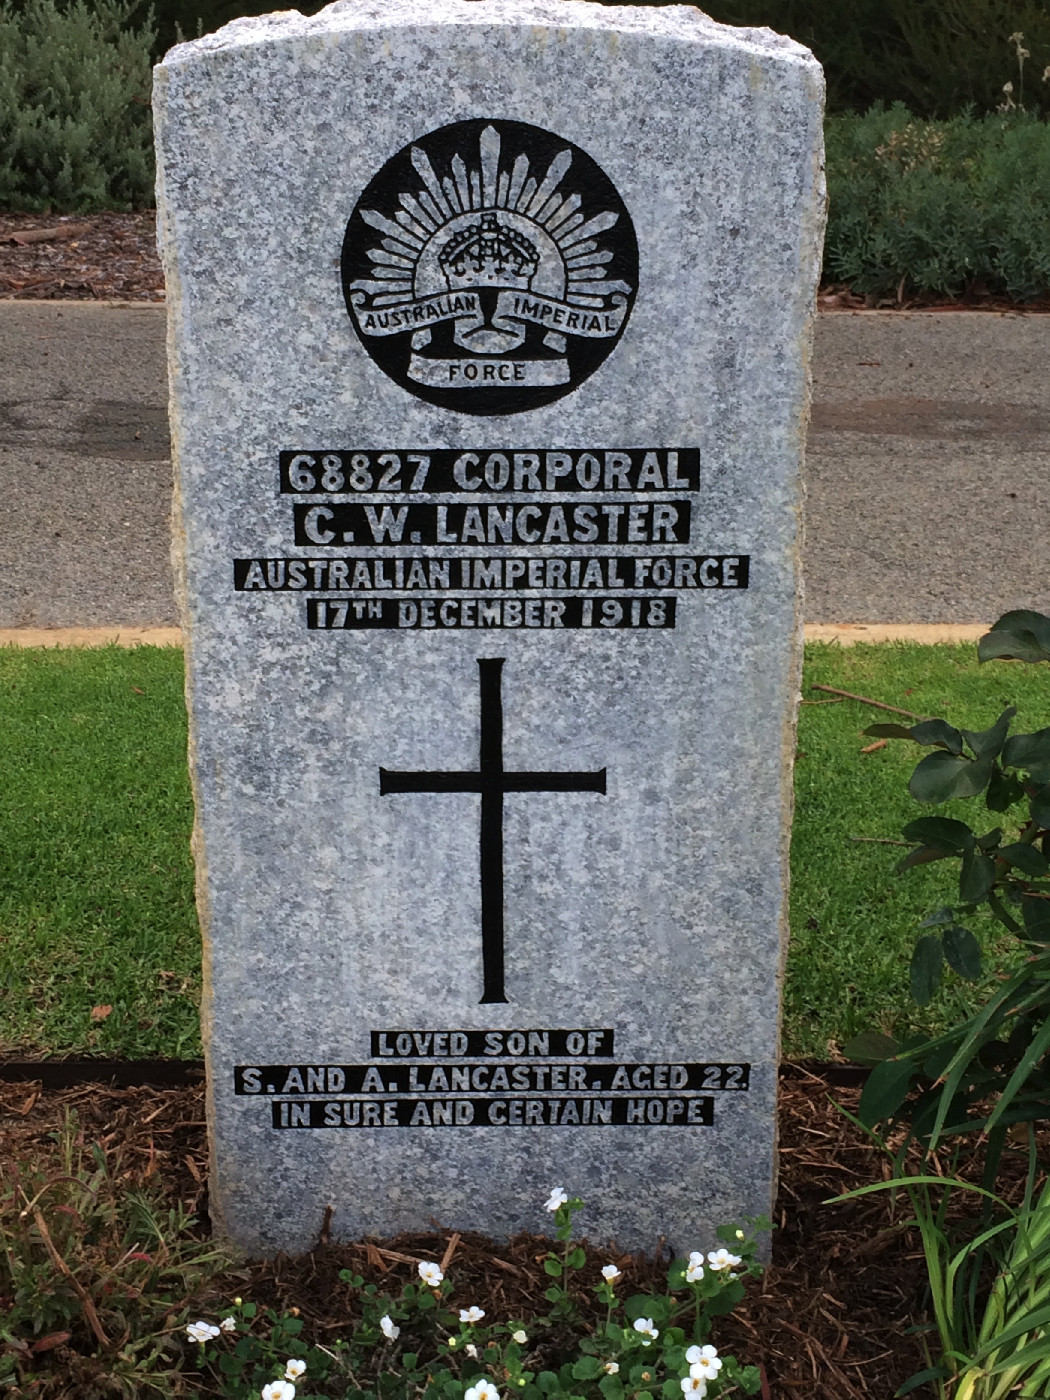 AUSTRALIAN IMPERIAL
FORCE
68827 CORPORAL
C. W. LANCASTER
AUSTRALIAN IMPERIAL FORCE
17TH DECEMBER 1918
LOVED SON OF
S. AND A. LANCASTER. AGED 22.
IN SURE AND CERTAIN HOPE